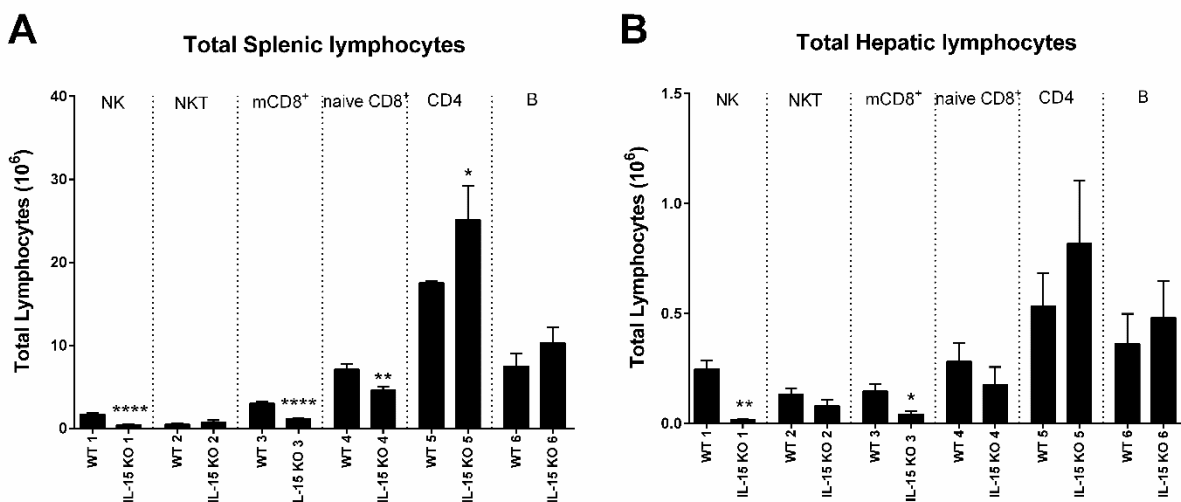 A
Total Splenic lymphocytes
Total Lymphocytes (10⁶)
40
30
20
10
0
NK
NKT
mCD8⁺
naive CD8⁺
CD4
B
****
****
**
*
WT 1
IL-15 KO 1
WT 2
IL-15 KO 2
WT 3
IL-15 KO 3
WT 4
IL-15 KO 4
WT 5
IL-15 KO 5
WT 6
IL-15 KO 6
B
Total Hepatic lymphocytes
Total Lymphocytes (10⁶)
1.5
1.0
0.5
0.0
NK
NKT
mCD8⁺
naive CD8⁺
CD4
B
**
*
WT 1
IL-15 KO 1
WT 2
IL-15 KO 2
WT 3
IL-15 KO 3
WT 4
IL-15 KO 4
WT 5
IL-15 KO 5
WT 6
IL-15 KO 6